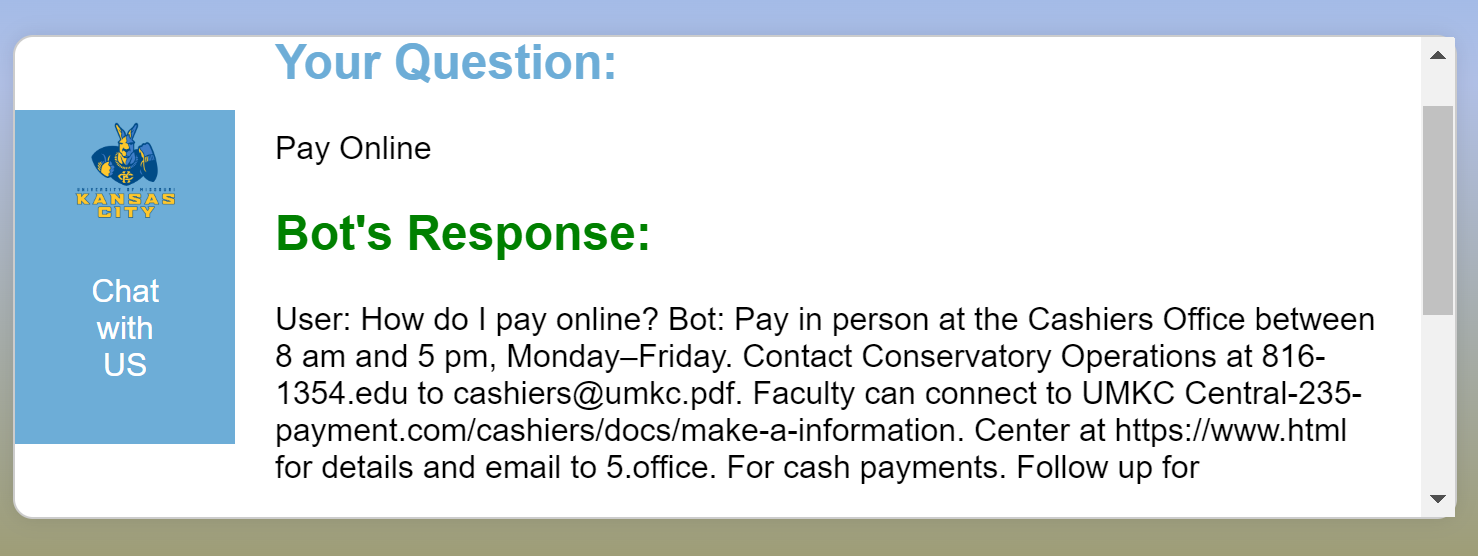 Your Question:
Pay Online
Bot's Response:
User: How do I pay online? Bot: Pay in person at the Cashiers Office between
8 am and 5 pm, Monday–Friday. Contact Conservatory Operations at 816-
1354.edu to cashiers@umkc.pdf. Faculty can connect to UMKC Central-235-
payment.com/cashiers/docs/make-a-information. Center at https://www.html
for details and email to 5.office. For cash payments. Follow up for
KC
UNIVERSITY OF MISSOURI
KANSAS
CITY
Chat
with
US